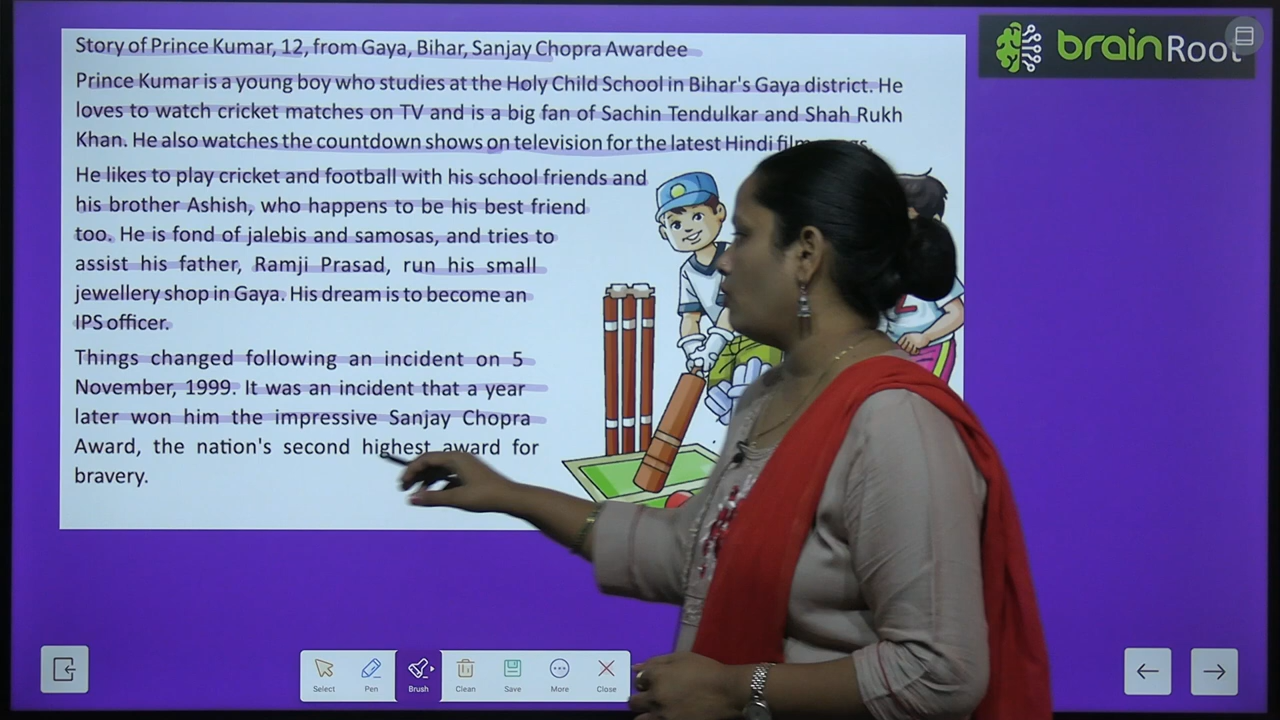 Story of Prince Kumar, 12, from Gaya, Bihar, Sanjay Chopra Awardee
Prince Kumar is a young boy who studies at the Holy Child School in Bihar's Gaya district. He
loves to watch cricket matches on TV and is a big fan of Sachin Tendulkar and Shah Rukh
Khan. He also watches the countdown shows on television for the latest Hindi
He likes to play cricket and football with his school friends and
his brother Ashish, who happens to be his best friend
too. He is fond of jalebis and samosas, and tries to
assist his father, Ramji Prasad, run his small
jewellery shop in Gaya. His dream is to become an
IPS officer.
Things changed following an incident on 5
November, 1999. It was an incident that a year
later won him the impressive Sanjay Chopra
Award, the nation's second highest award for
bravery.
brainRoot
Select Pen Brush Clean Save More Close